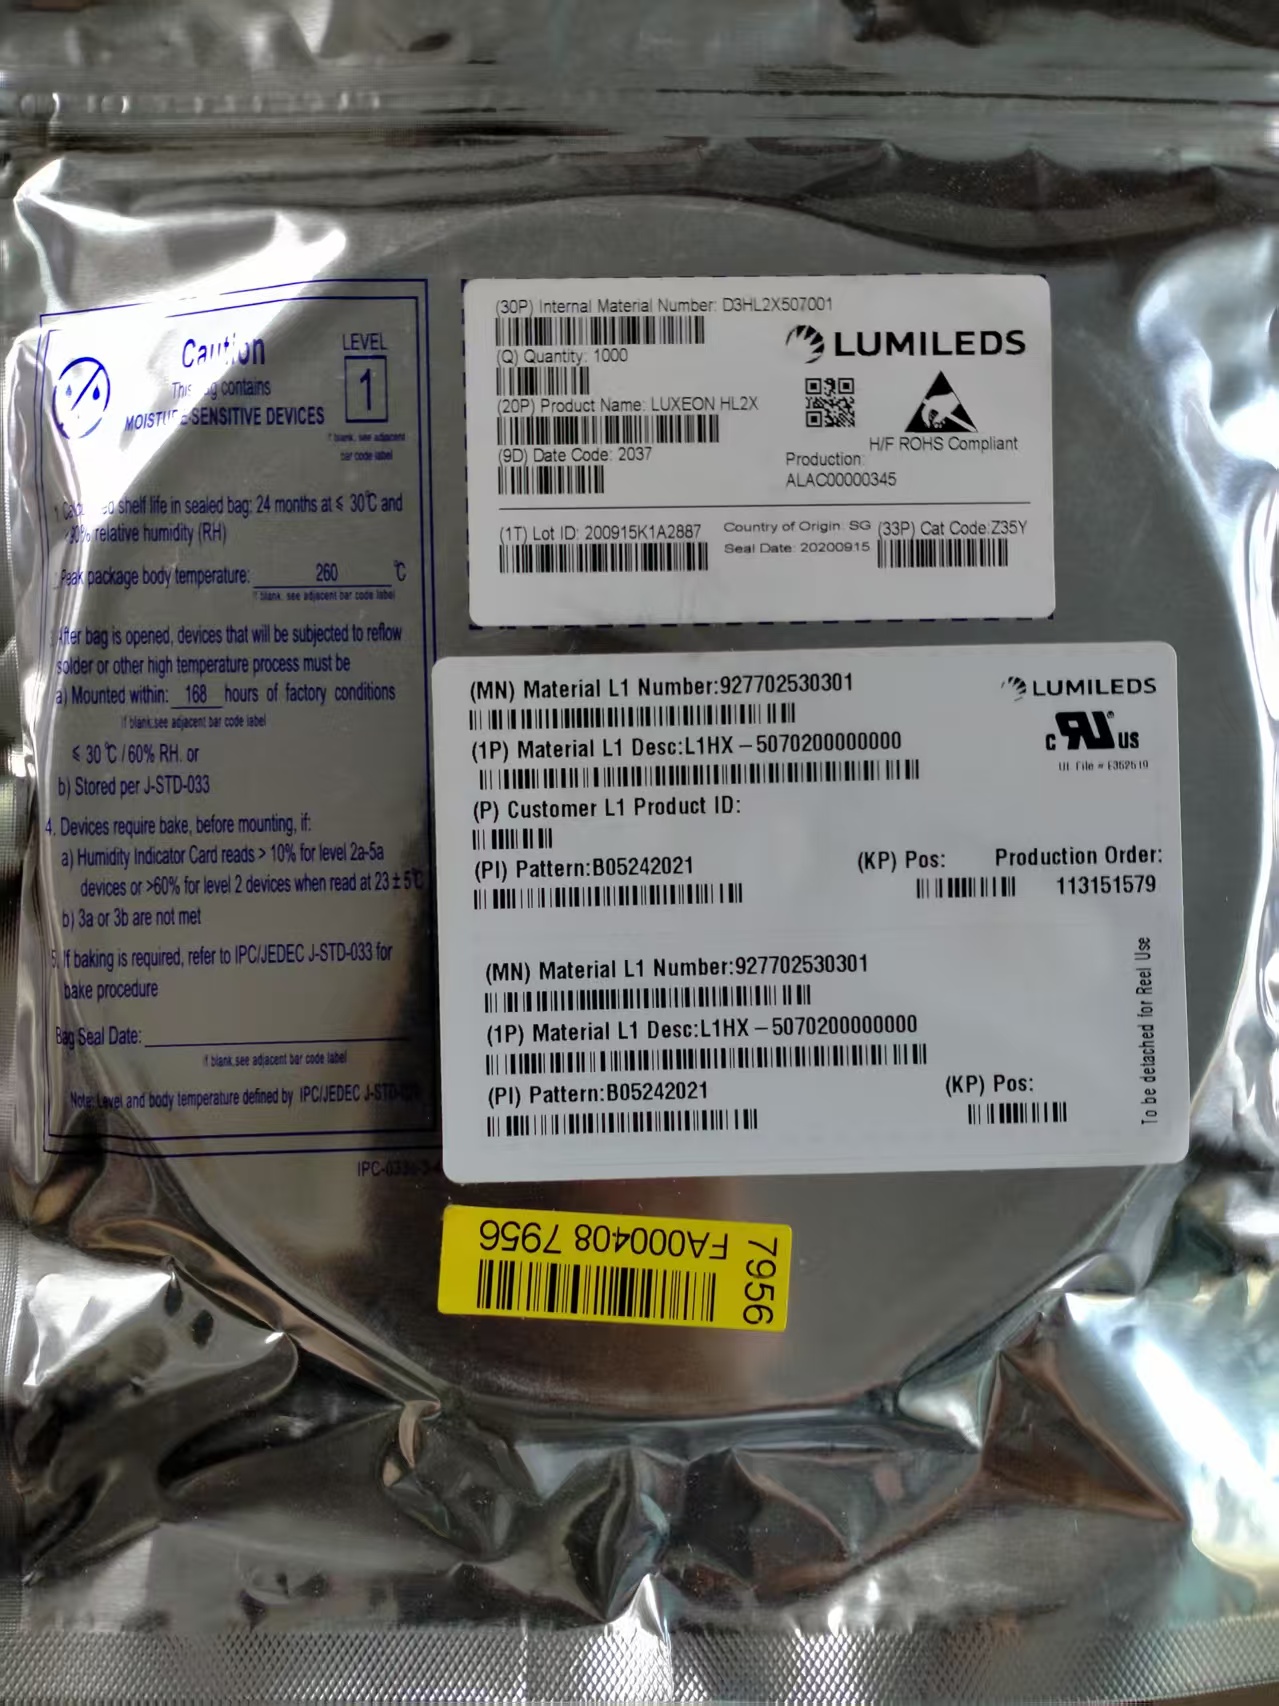 Caution
LEVEL
1
contains
SENSITIVE DEVICES
If blank, see adjacent
bar code label
shelf life in sealed bag: 24 months at ≤ 30℃ and
relative humidity (RH)
Peak package body temperature: 260 ℃
If blank, see adjacent bar code label
After bag is opened, devices that will be subjected to reflow
solder or other high temperature process must be
a) Mounted within: 168 hours of factory conditions
If blank,see adjacent bar code label
≤ 30℃/60% RH. or
b) Stored per J-STD-033
4. Devices require bake, before mounting, if:
a) Humidity Indicator Card reads > 10% for level 2a-5a
devices or >60% for level 2 devices when read at 23±5℃
b) 3a or 3b are not met
5. If baking is required, refer to IPC/JEDEC J-STD-033 for
bake procedure
Bag Seal Date:
If blank,see adjacent bar code label
Note: Level and body temperature defined by IPC/JEDEC
(30P) Internal Material Number: D3HL2X507001
LUMILEDS
(Q) Quantity: 1000
(20P) Product Name: LUXEON HL2X
H/F ROHS Compliant
(9D) Date Code: 2037
Production:
ALAC00000345
(1T) Lot ID: 200915K1A2887
Country of Origin: SG
Seal Date: 20200915
(33P) Cat Code:Z35Y
(MN) Material L1 Number:927702530301
LUMILEDS
(1P) Material L1 Desc:L1HX-5070200000000
c RU US
UL File #
(P) Customer L1 Product ID:
(PI) Pattern:B05242021
(KP) Pos:
Production Order:
113151579
(MN) Material L1 Number:927702530301
(1P) Material L1 Desc:L1HX-5070200000000
(PI) Pattern:B05242021
(KP) Pos:
To be detached for Reel Use
FA000408 7956
7956